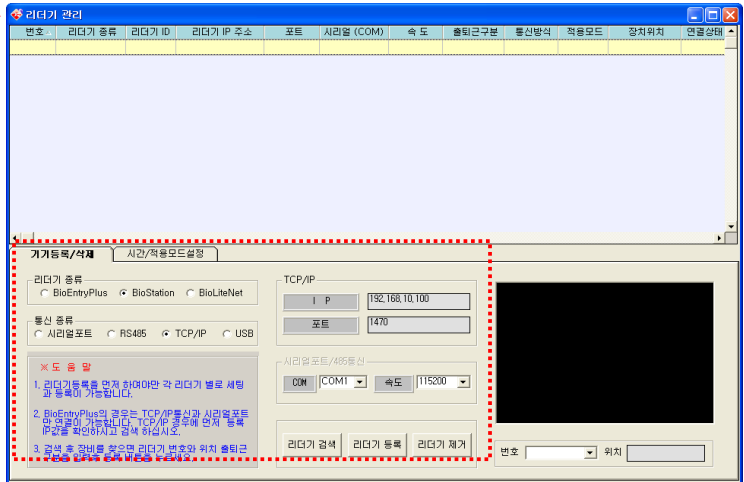 리더기 관리
번호 리더기 종류 리더기 ID 리더기 IP 주소 포트 시리얼 (COM) 속 도 출퇴근구분 통신방식 적용모드 장치위치 연결상태
기기등록/삭제 시간/적용모드설정
리더기 종류
BioEntryPlus BioStation BioLiteNet
통신 종류
시리얼포트 RS485 TCP/IP USB
※ 도 움 말
1. 리더기등록을 먼저 하여야만 각 리더기 별로 세팅
과 등록이 가능합니다.
2. BioEntryPlus의 경우는 TCP/IP통신과 시리얼포트
만 연결이 가능합니다. TCP/IP 경우에 먼저 등록
IP값을 확인하시고 검색 하십시오.
3. 검색 후 장비를 찾으면 리더기 번호와 위치 출퇴근
TCP/IP
I P 192.168.10.100
포트 1470
시리얼포트/485통신
COM COM1 속도 115200
리더기 검색 리더기 등록 리더기 제거
번호 위치